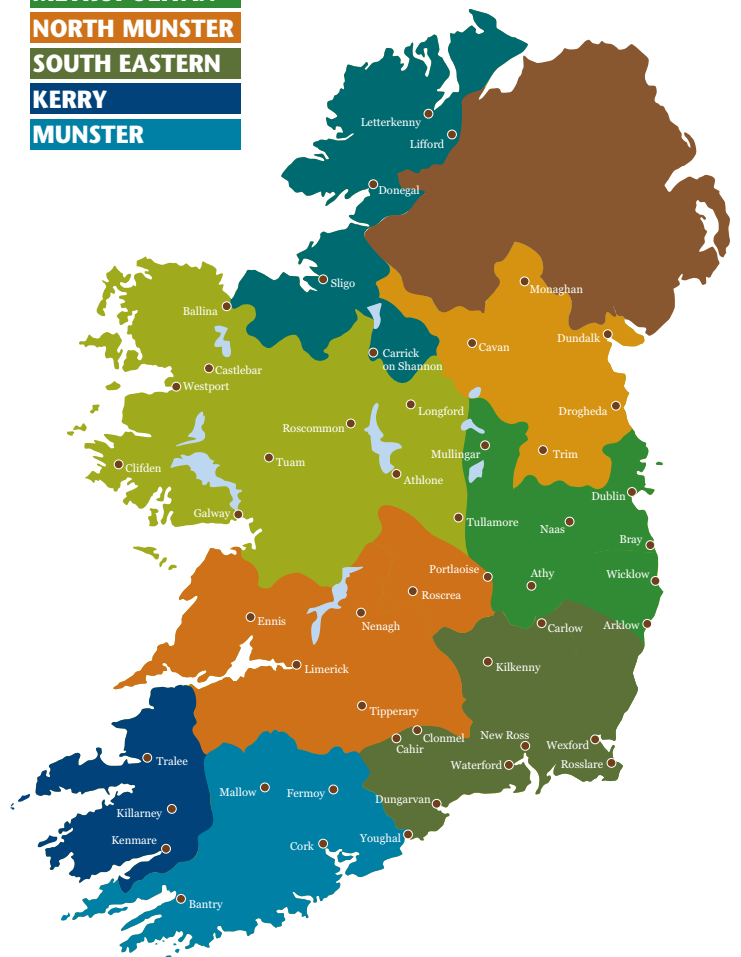 METROPOLITAN
NORTH MUNSTER
SOUTH EASTERN
KERRY
MUNSTER
Letterkenny
Lifford
Donegal
Sligo
Monaghan
Ballina
Dundalk
Cavan
Carrick
on Shannon
Castlebar
Westport
Longford
Drogheda
Roscommon
Mullingar
Trim
Tuam
Clifden
Athlone
Dublin
Galway
Tullamore
Naas
Bray
Portlaoise
Athy
Wicklow
Roscrea
Ennis
Nenagh
Carlow
Arklow
Kilkenny
Limerick
Tipperary
Clonmel
Cahir
New Ross
Wexford
Tralee
Waterford
Rosslare
Mallow
Fermoy
Dungarvan
Killarney
Kenmare
Cork
Youghal
Bantry